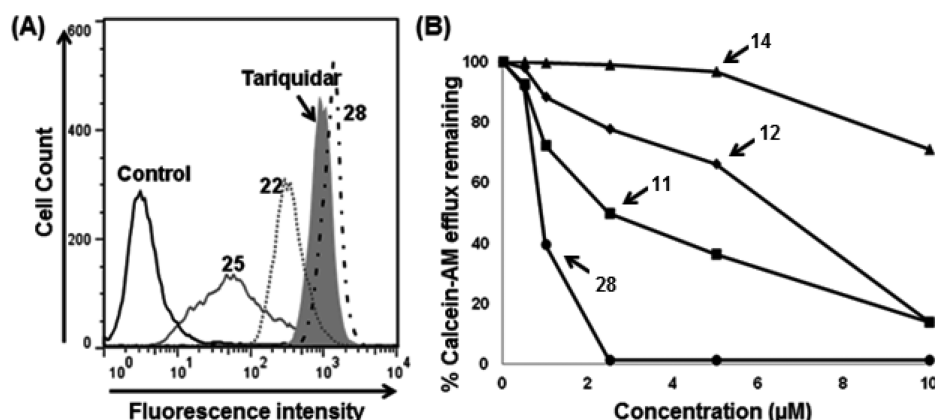 (A)
Cell Count
600
400
200
0
Control
25
22
Tariquidar
28
10⁰ 10¹ 10² 10³ 10⁴
Fluorescence intensity
(B)
% Calcein-AM efflux remaining
100
80
60
40
20
0
14
12
11
28
0 2 4 6 8 10
Concentration (µM)